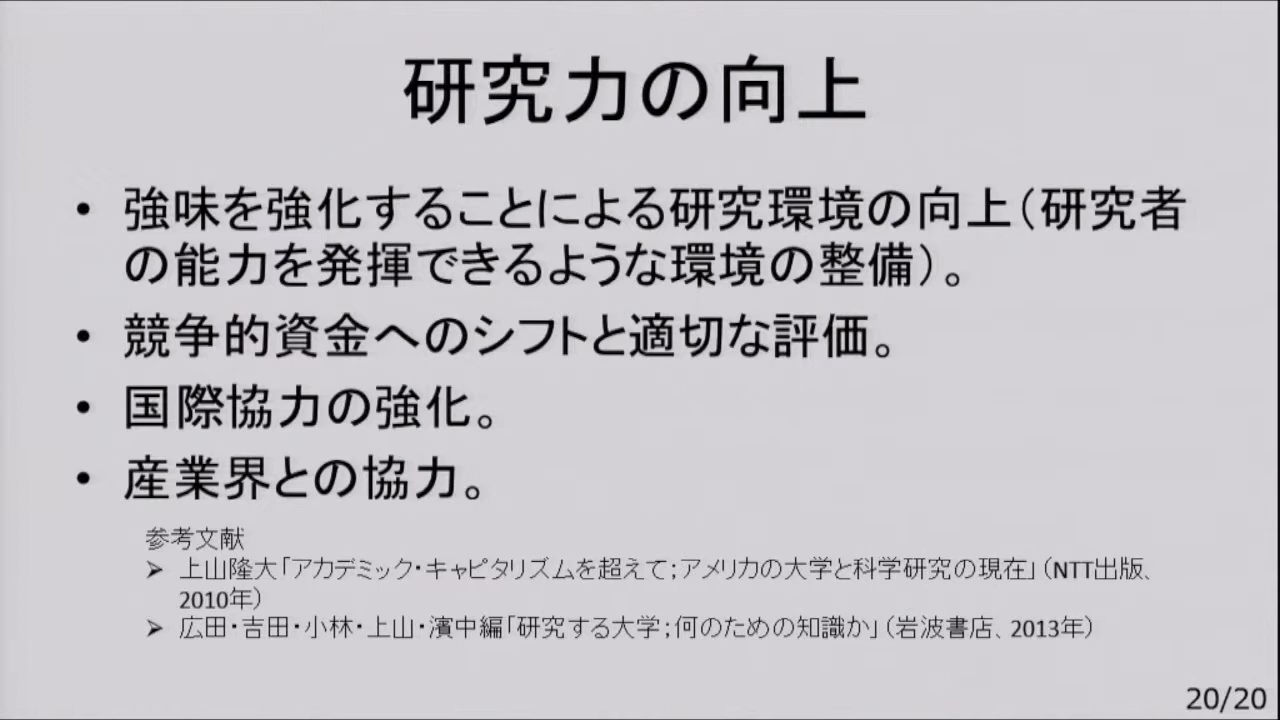 研究力の向上
• 強味を強化することによる研究環境の向上（研究者
の能力を発揮できるような環境の整備）。
• 競争的資金へのシフトと適切な評価。
• 国際協力の強化。
• 産業界との協力。
参考文献
➢ 上山隆大「アカデミック・キャピタリズムを超えて；アメリカの大学と科学研究の現在」（NTT出版、
2010年）
➢ 広田・吉田・小林・上山・濱中編「研究する大学；何のための知識か」（岩波書店、2013年）
20/20